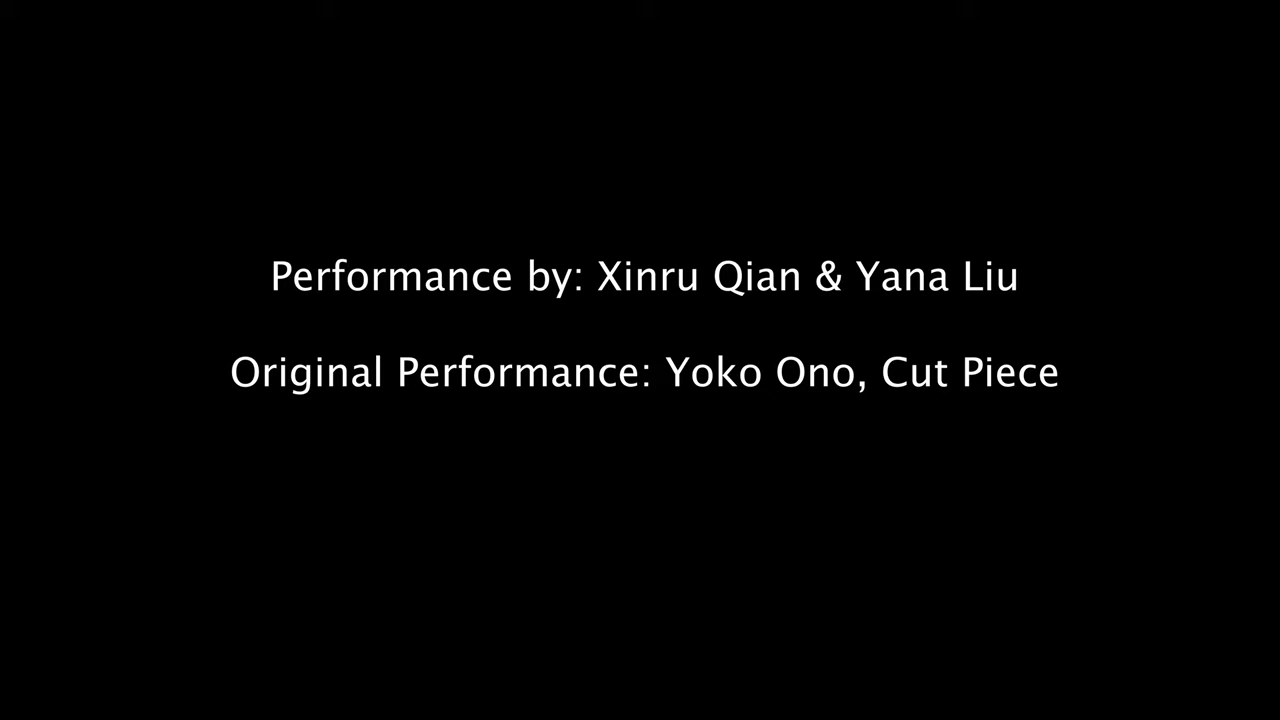 Performance by: Xinru Qian & Yana Liu
Original Performance: Yoko Ono, Cut Piece